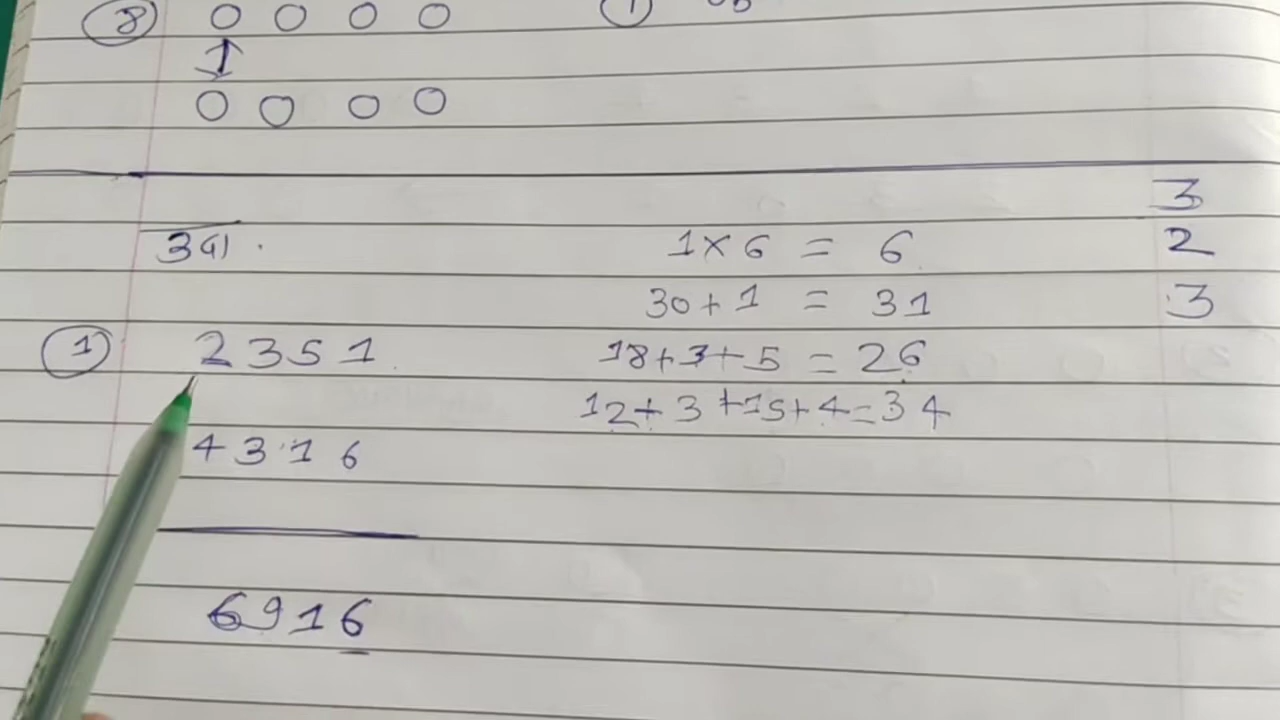 8 O O O O
↕
O O O O
3
1 × 6 = 6
2
30 + 1 = 31
3
1 2351
18 + 3 + 5 = 26
12 + 3 + 15 + 4 = 34
4316
6916